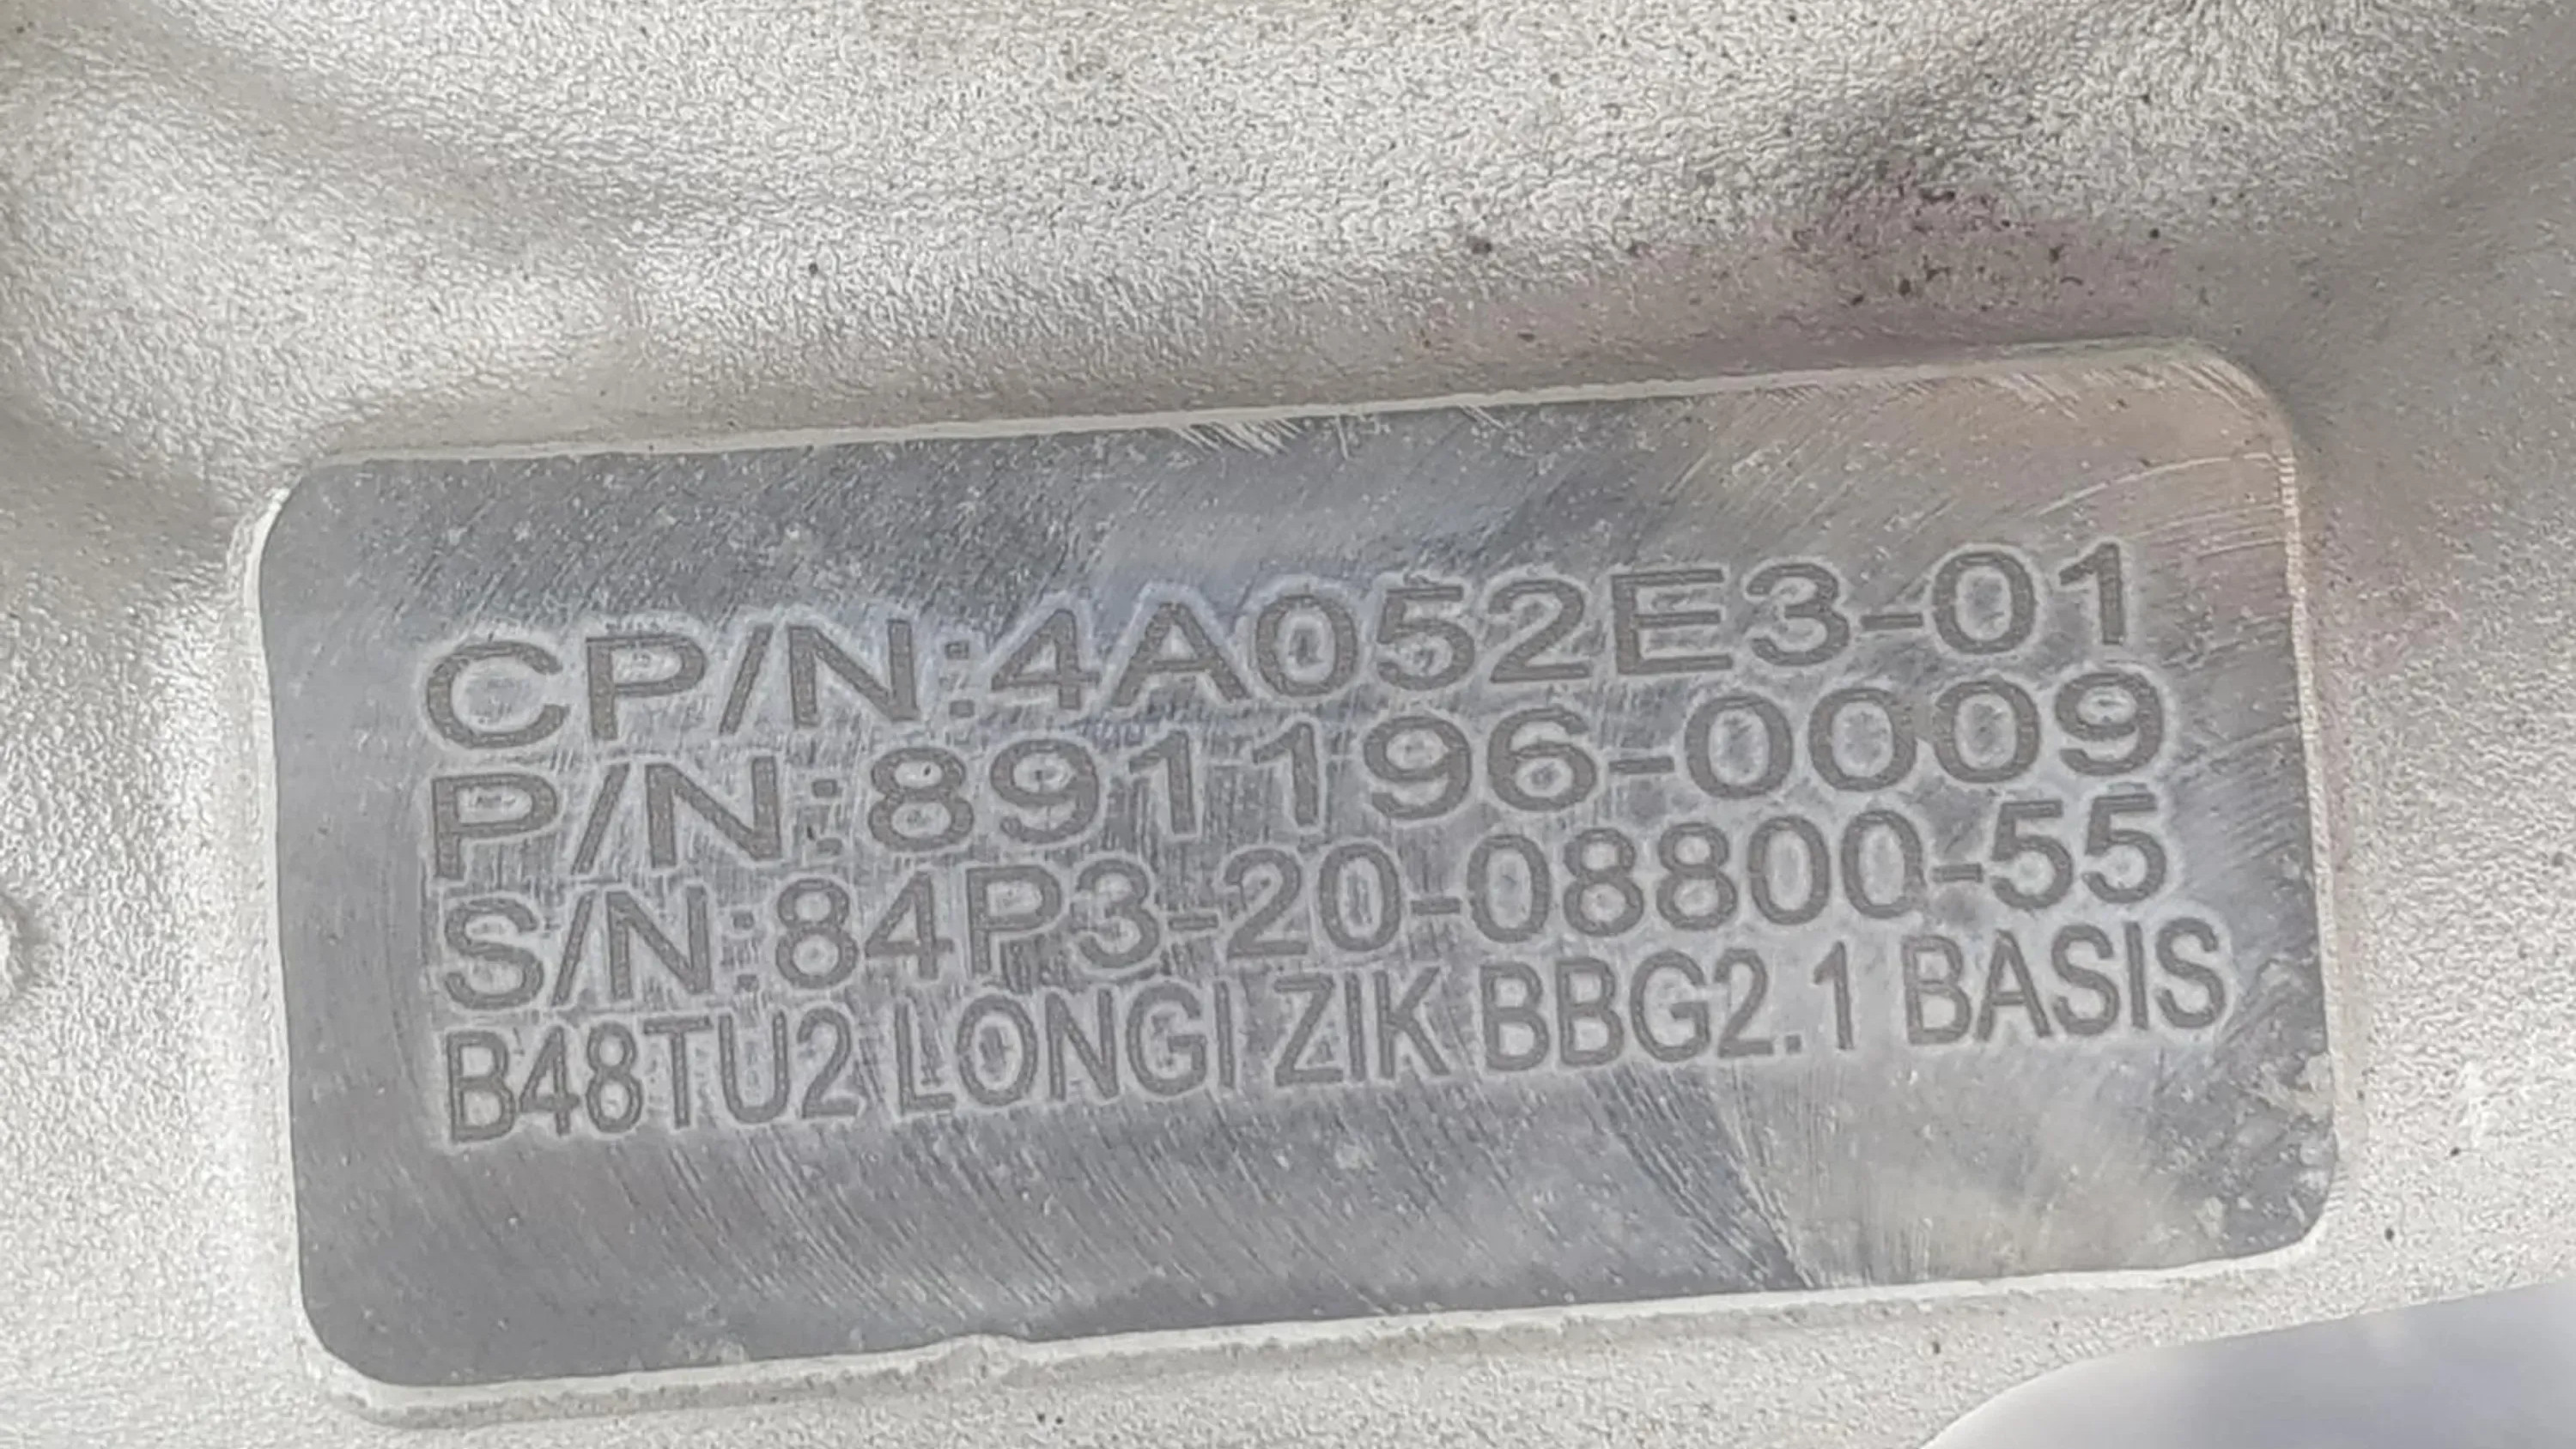 CP/N:4A052E3-01
P/N:891196-0009
S/N:84P3-20-08800-55
B48TU2 LONGI ZIK BBG2.1 BASIS